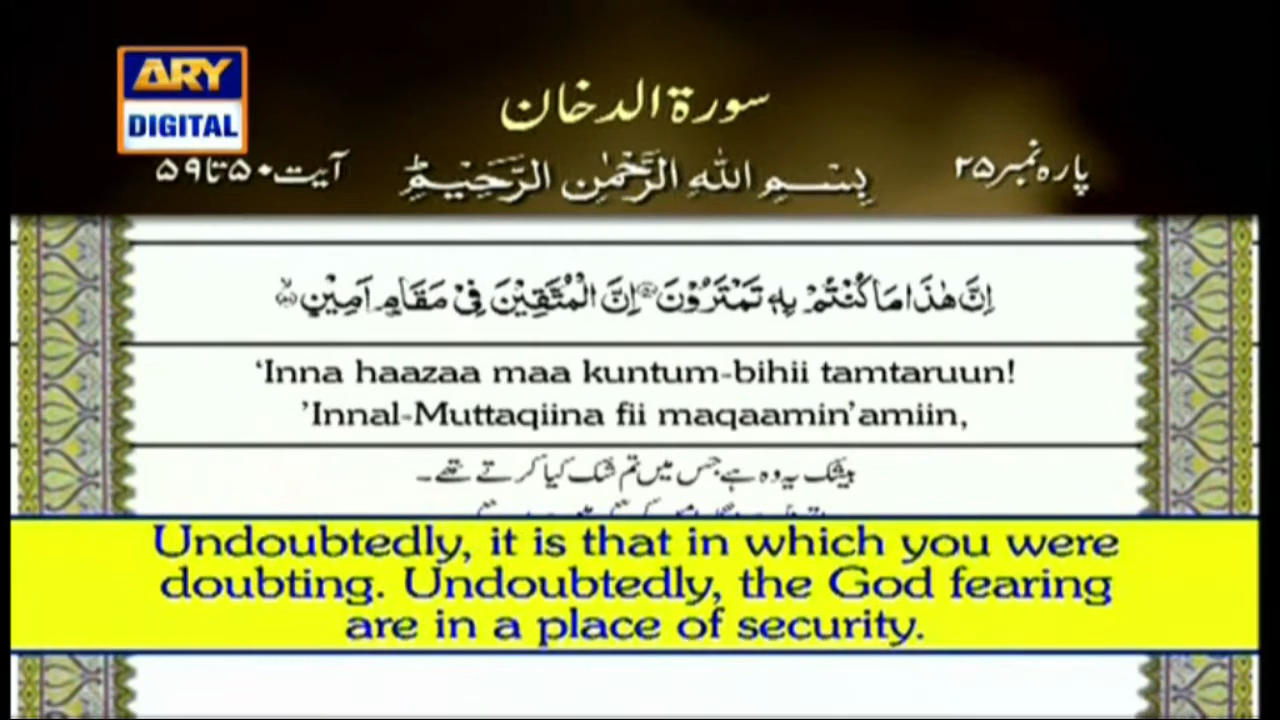 ARY
DIGITAL
سورۃ الدخان
پارہ نمبر ۲۵
بِسْمِ اللهِ الرَّحْمٰنِ الرَّحِيْمِ
آیت ۵۰ تا ۵۹
اِنَّ هٰذَا مَا كُنْتُمْ بِهٖ تَمْتَرُوْنَ ۝ اِنَّ الْمُتَّقِيْنَ فِىْ مَقَامٍ اَمِيْنٍ ۝
‘Inna haazaa maa kuntum-bihii tamtaruun!
’Innal-Muttaqiina fii maqaamin’amiin,
بیشک یہ وہ ہے جس میں تم شک کیا کرتے تھے۔
Undoubtedly, it is that in which you were
doubting. Undoubtedly, the God fearing
are in a place of security.